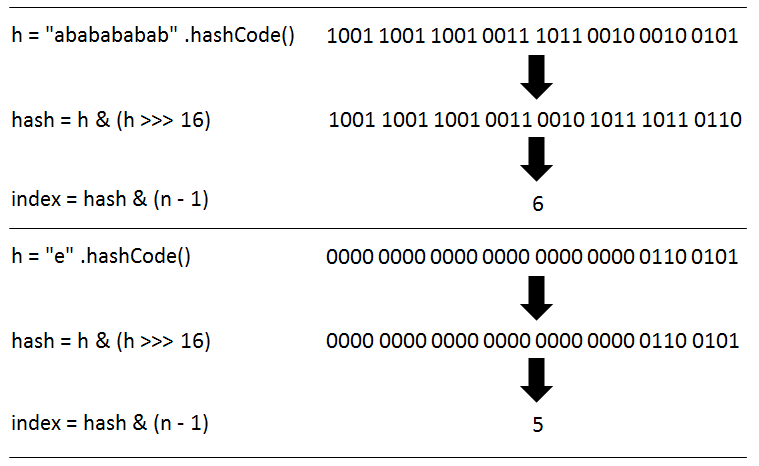 h = "abababab" .hashCode() 1001 1001 1001 0011 1011 0010 0010 0101
hash = h & (h >>> 16) 1001 1001 1001 0011 0010 1011 1011 0110
index = hash & (n - 1) 6
h = "e" .hashCode() 0000 0000 0000 0000 0000 0000 0110 0101
hash = h & (h >>> 16) 0000 0000 0000 0000 0000 0000 0110 0101
index = hash & (n - 1) 5